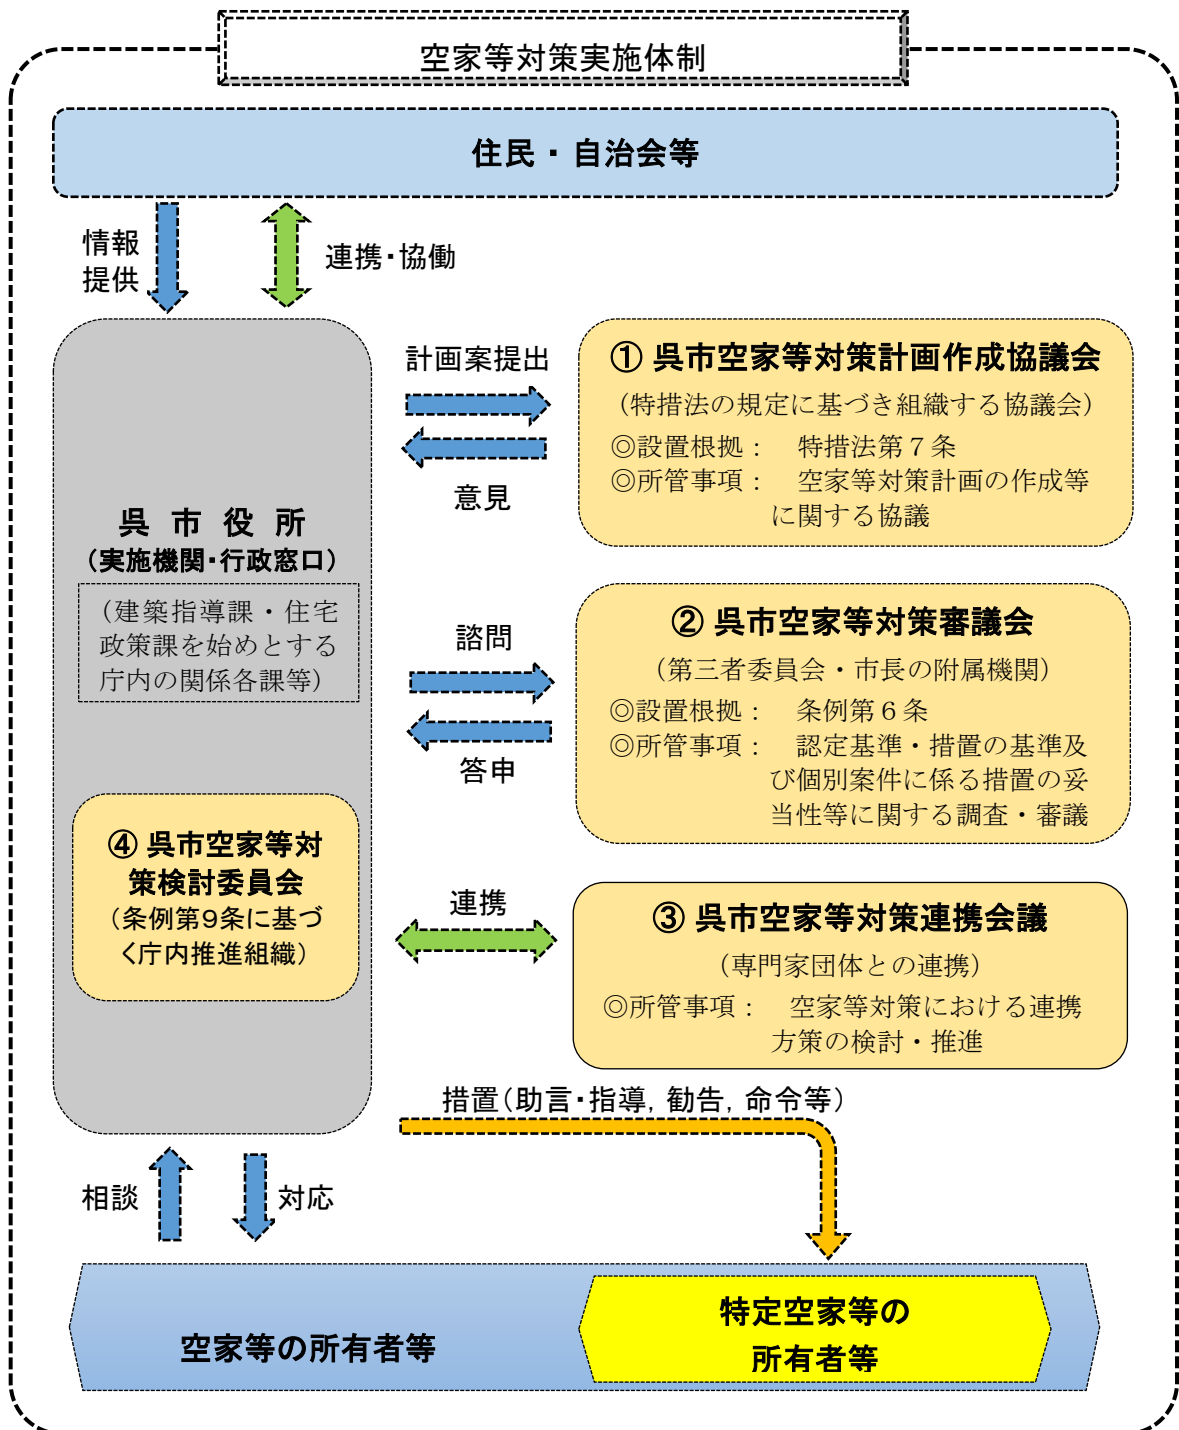 空家等対策実施体制
住民・自治会等
情報
提供
連携・協働
計画案提出
意見
① 呉市空家等対策計画作成協議会
（特措法の規定に基づき組織する協議会）
◎設置根拠： 特措法第７条
◎所管事項： 空家等対策計画の作成等
に関する協議
呉 市 役 所
（実施機関・行政窓口）
（建築指導課・住宅
政策課を始めとする
庁内の関係各課等）
諮問
答申
② 呉市空家等対策審議会
（第三者委員会・市長の附属機関）
◎設置根拠： 条例第６条
◎所管事項： 認定基準・措置の基準及
び個別案件に係る措置の妥
当性等に関する調査・審議
④ 呉市空家等対
策検討委員会
（条例第９条に基づ
く庁内推進組織）
連携
③ 呉市空家等対策連携会議
（専門家団体との連携）
◎所管事項： 空家等対策における連携
方策の検討・推進
措置（助言・指導，勧告，命令等）
相談
対応
空家等の所有者等
特定空家等の
所有者等